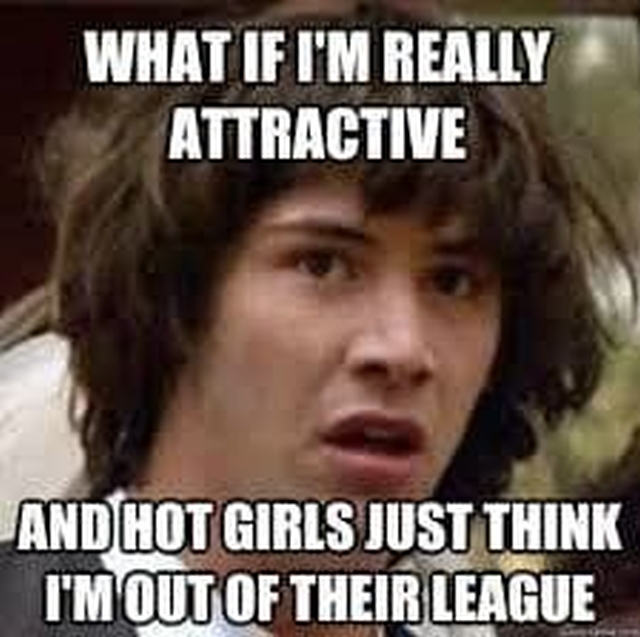 WHAT IF I'M REALLY
ATTRACTIVE
AND HOT GIRLS JUST THINK
I'M OUT OF THEIR LEAGUE